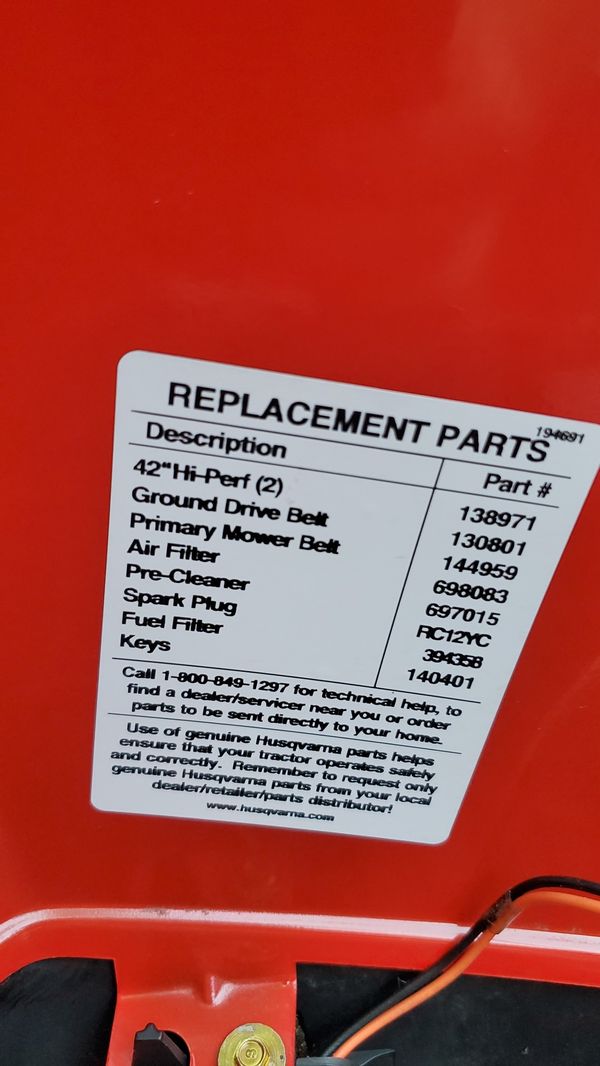 REPLACEMENT PARTS 194691
Description Part #
42" Hi-Perf (2) 138971
Ground Drive Belt 130801
Primary Mower Belt 144959
Air Filter 698083
Pre-Cleaner 697015
Spark Plug RC12YC
Fuel Filter 394358
Keys 140401
Call 1-800-849-1297 for technical help, to
find a dealer/servicer near you or order
parts to be sent directly to your home.
Use of genuine Husqvarna parts helps
ensure that your tractor operates safely
and correctly. Remember to request only
genuine Husqvarna parts from your local
dealer/retailer/parts distributor!
www.husqvarna.com